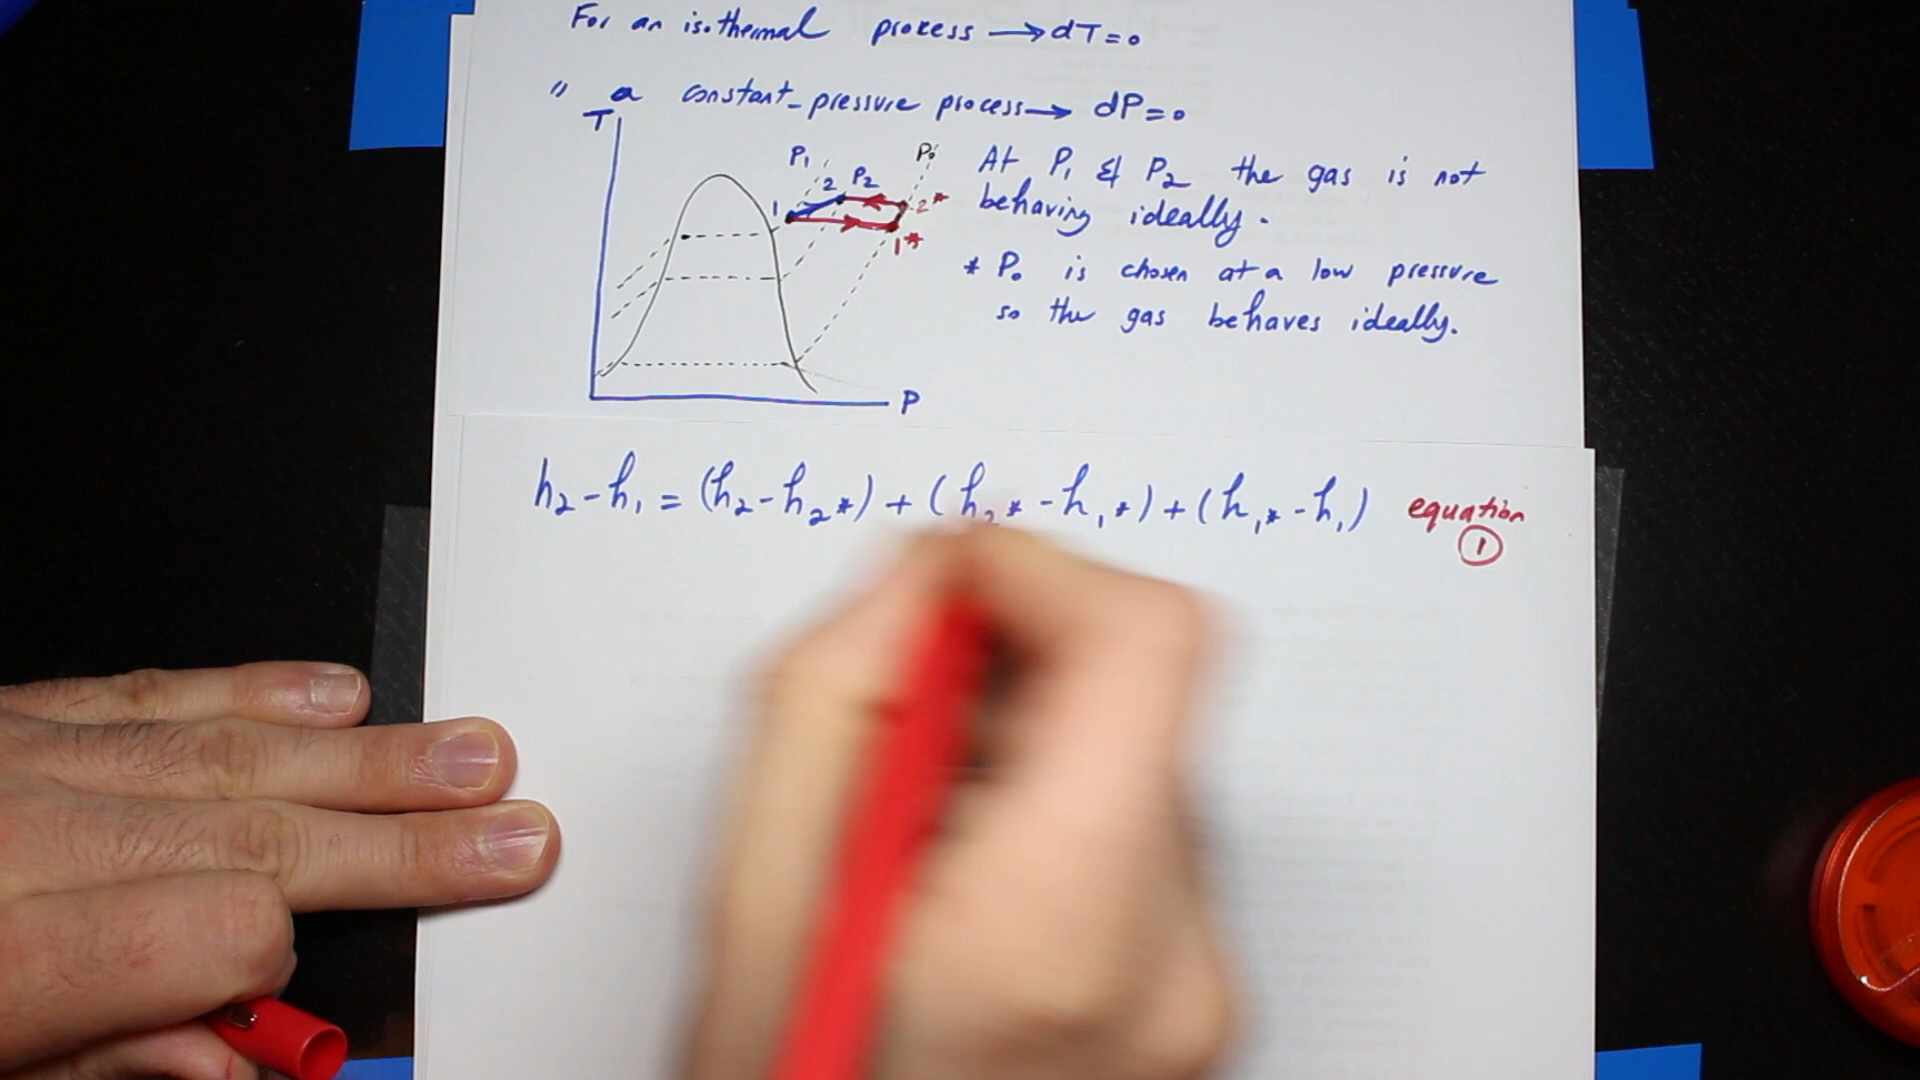 For an isothermal process → dT=0
" a constant-pressure process → dP=0
T
P1
2
P2
P0
1
2*
1*
P
At P1 & P2 the gas is not
behaving ideally.
* P0 is chosen at a low pressure
so the gas behaves ideally.
h2-h1 = (h2-h2*) + (h2*-h1*) + (h1*-h1) equation
1